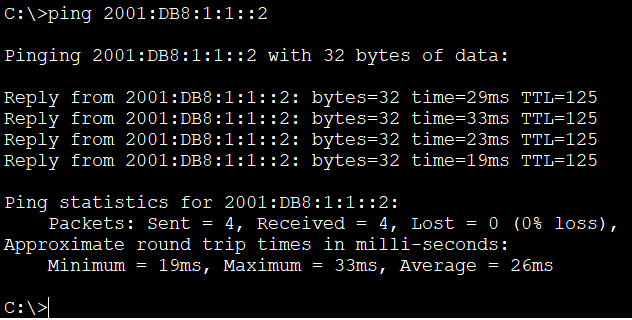 C:\>ping 2001:DB8:1:1::2
Pinging 2001:DB8:1:1::2 with 32 bytes of data:
Reply from 2001:DB8:1:1::2: bytes=32 time=29ms TTL=125
Reply from 2001:DB8:1:1::2: bytes=32 time=33ms TTL=125
Reply from 2001:DB8:1:1::2: bytes=32 time=23ms TTL=125
Reply from 2001:DB8:1:1::2: bytes=32 time=19ms TTL=125
Ping statistics for 2001:DB8:1:1::2:
Packets: Sent = 4, Received = 4, Lost = 0 (0% loss),
Approximate round trip times in milli-seconds:
Minimum = 19ms, Maximum = 33ms, Average = 26ms
C:\>